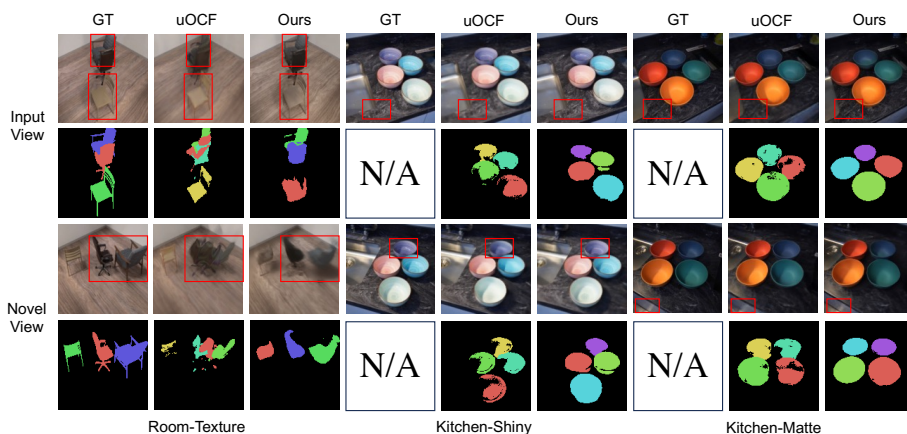 GT uOCF Ours GT uOCF Ours GT uOCF Ours
Input
View
N/A N/A
Novel
View
N/A N/A
Room-Texture Kitchen-Shiny Kitchen-Matte